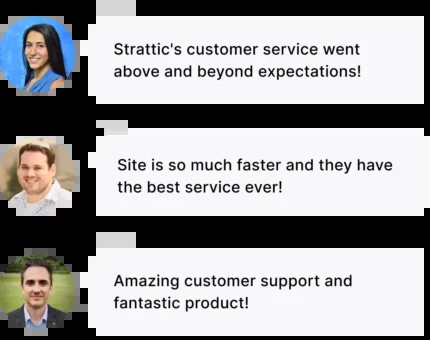 Strattic's customer service went
above and beyond expectations!
Site is so much faster and they have
the best service ever!
Amazing customer support and
fantastic product!